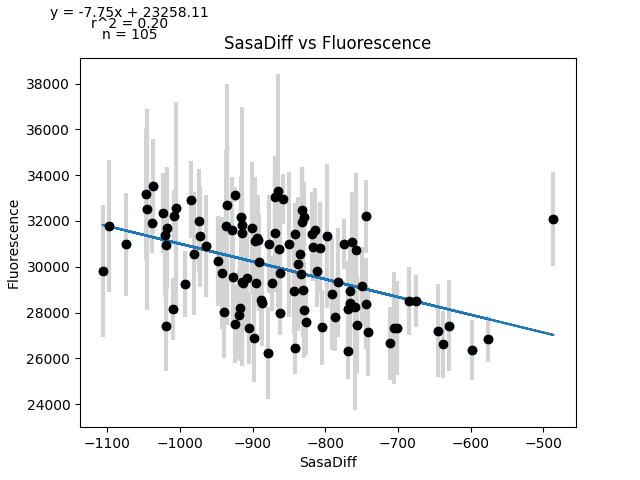 y = -7.75x + 23258.11
r^2 = 0.20
n = 105
SasaDiff vs Fluorescence
38000
36000
34000
32000
30000
28000
26000
24000
Fluorescence
−1100 −1000 −900 −800 −700 −600 −500
SasaDiff